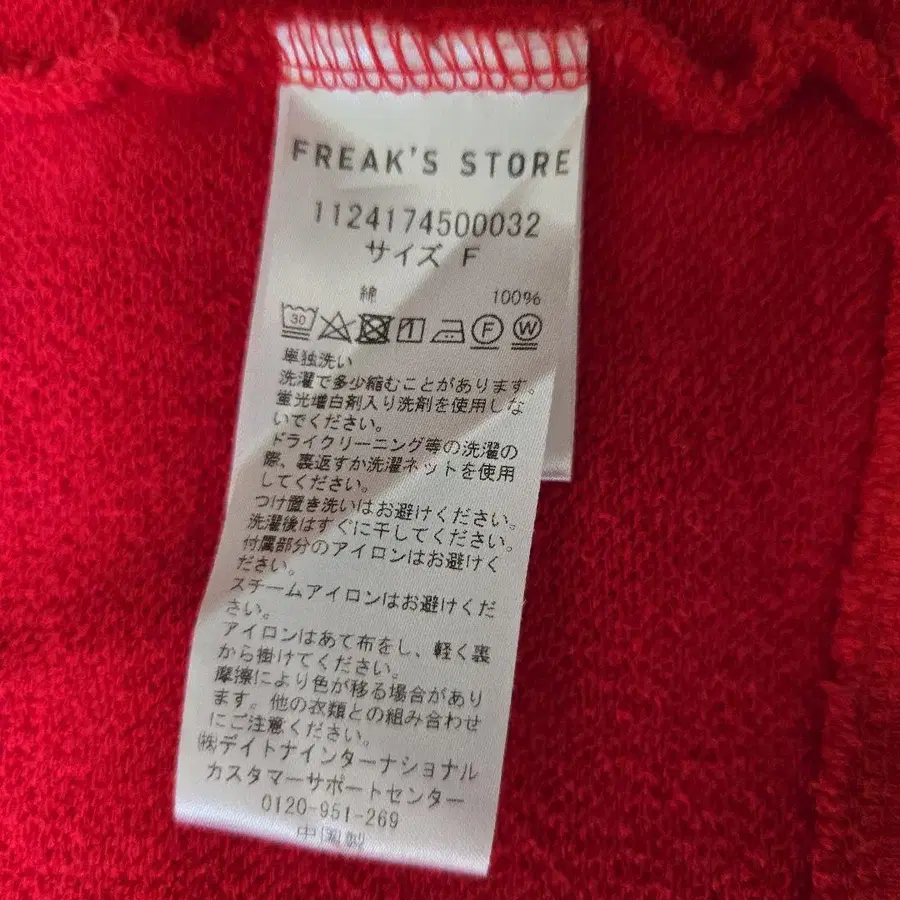 FREAK'S STORE
1124174500032
サイズ F
綿 100%
30 F W
単独洗い
洗濯で多少縮むことがあります。
蛍光増白剤入り洗剤を使用しな
いでください。
ドライクリーニング等の洗濯の
際、裏返すか洗濯ネットを使用
してください。
つけ置き洗いはお避けください。
洗濯後はすぐに干してください。
付属部分のアイロンはお避けく
ださい。
スチームアイロンはお避けくだ
さい。
アイロンはあて布をし、軽く裏
から掛けてください。
摩擦により色が移る場合があり
ます。他の衣類との組み合わせ
にご注意ください。
㈱デイトナインターナショナル
カスタマーサポートセンター
0120-951-269
中国製